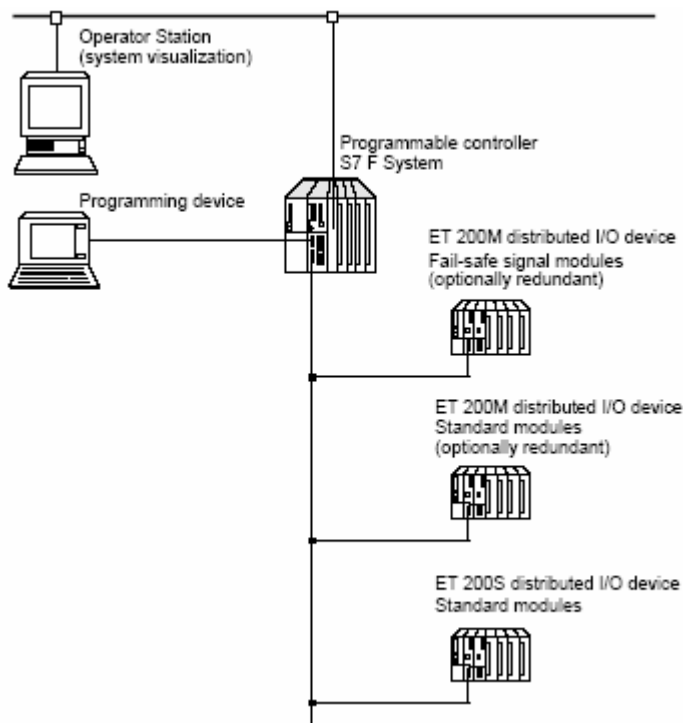 Operator Station
(system visualization)
Programmable controller
S7 F System
Programming device
ET 200M distributed I/O device
Fail-safe signal modules
(optionally redundant)
ET 200M distributed I/O device
Standard modules
(optionally redundant)
ET 200S distributed I/O device
Standard modules